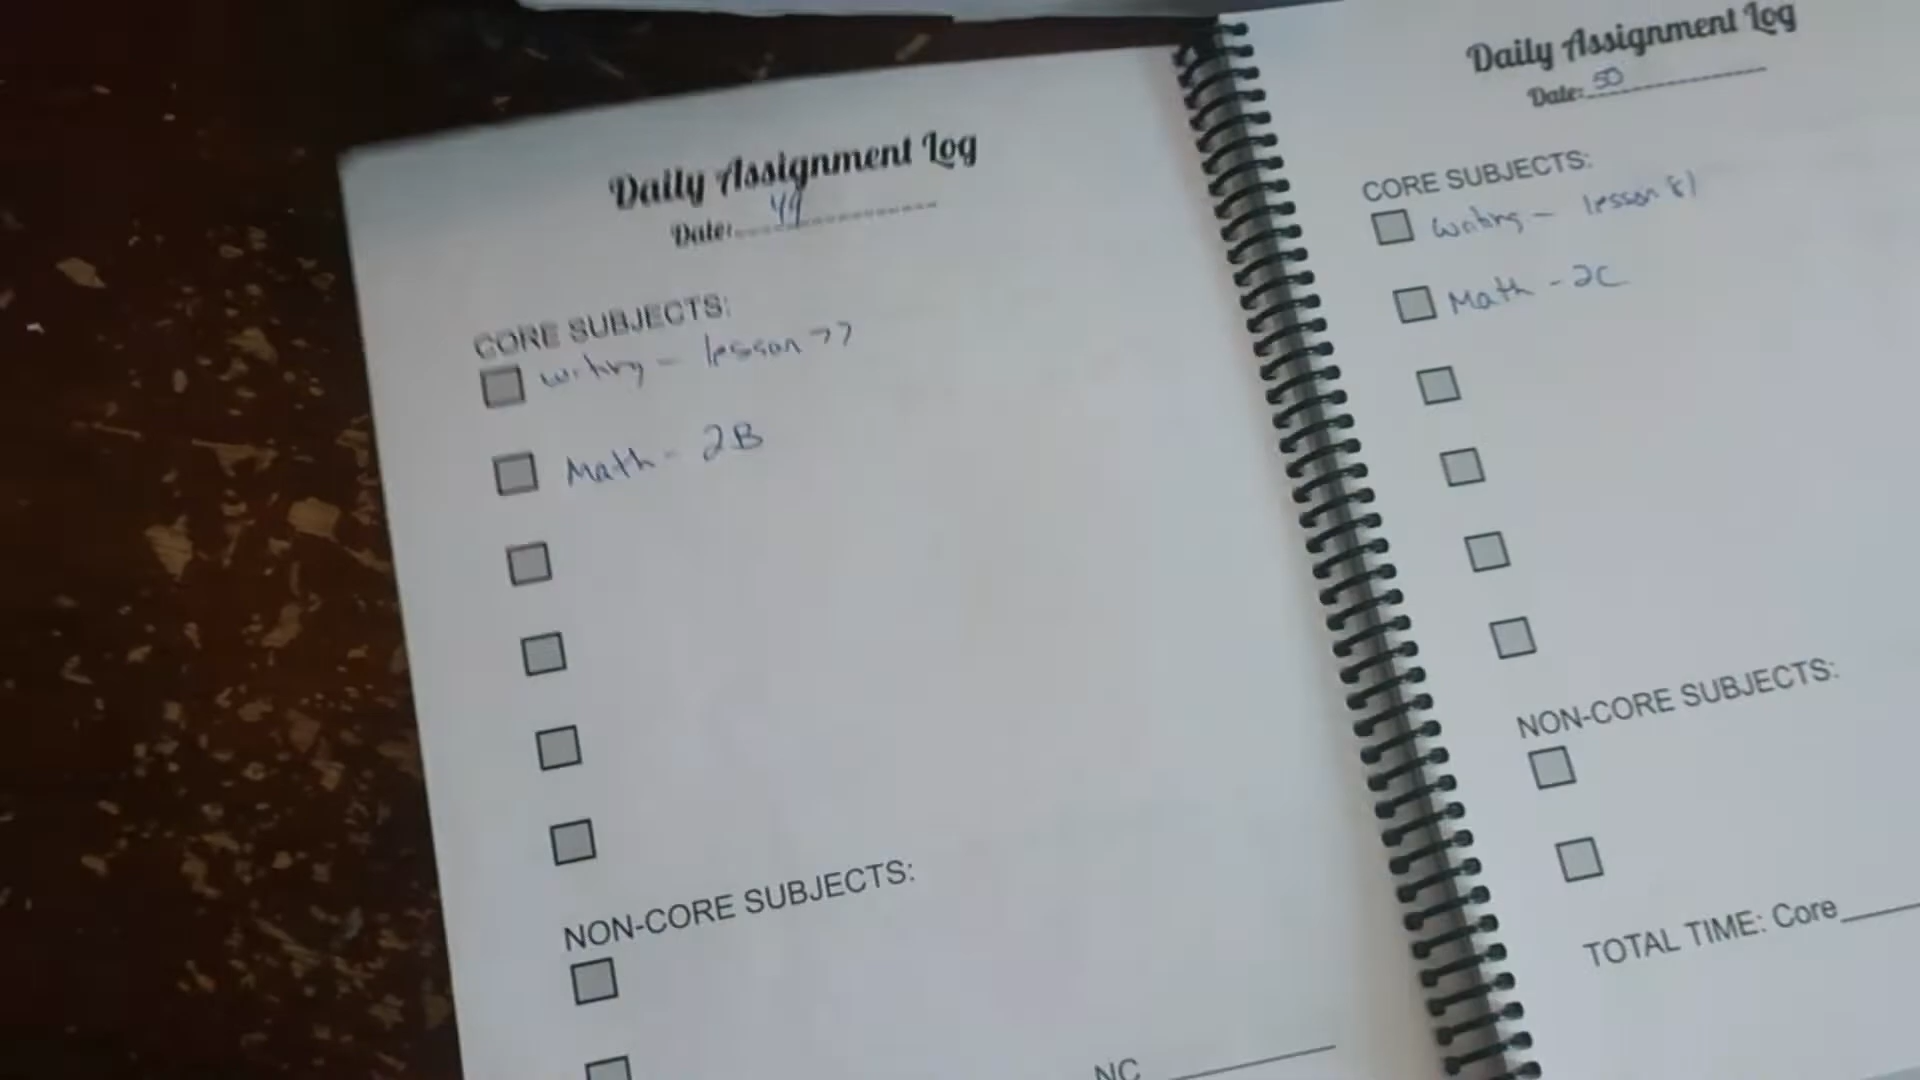 Daily Assignment Log
Date: 49
CORE SUBJECTS:
Writing - lesson 77
Math - 2B
NON-CORE SUBJECTS:
NC
Daily Assignment Log
Date: 50
CORE SUBJECTS:
Writing - lesson 81
Math - 2C
NON-CORE SUBJECTS:
TOTAL TIME: Core